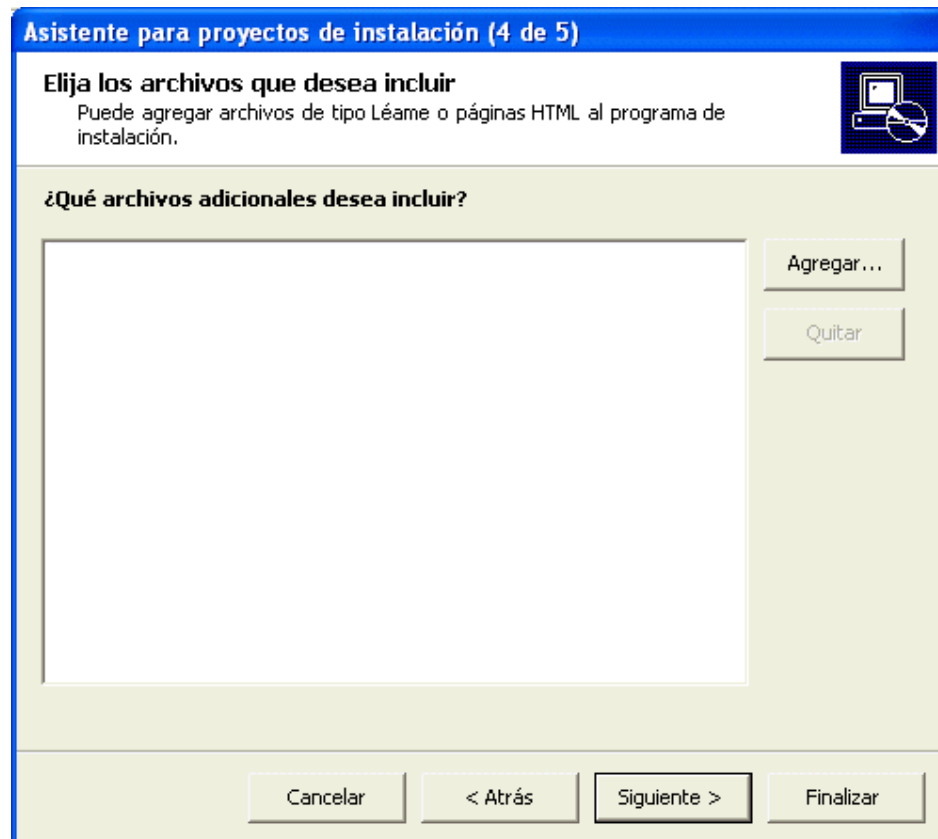 Asistente para proyectos de instalación (4 de 5)
Elija los archivos que desea incluir
Puede agregar archivos de tipo Léame o páginas HTML al programa de
instalación.
¿Qué archivos adicionales desea incluir?
Agregar...
Quitar
Cancelar
< Atrás
Siguiente >
Finalizar